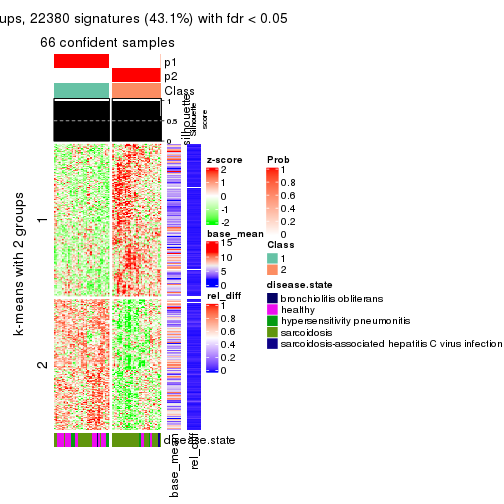 ups, 22380 signatures (43.1%) with fdr < 0.05
66 confident samples
p1
p2
Class
1
0.5
0
silhouette
Silhouette
score
k-means with 2 groups
1
2
disease.state
base_mean
rel_diff
z-score
2
1
0
-1
-2
base_mean
15
10
5
0
rel_diff
1
0.8
0.6
0.4
0.2
0
Prob
1
0.8
0.6
0.4
0.2
0
Class
1
2
disease.state
bronchiolitis obliterans
healthy
hypersensitivity pneumonitis
sarcoidosis
sarcoidosis-associated hepatitis C virus infection